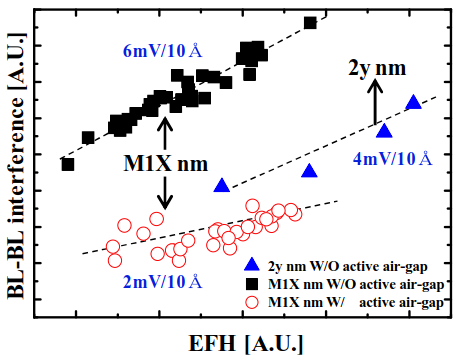 6mV/10 Å
2y nm
M1X nm
4mV/10 Å
2mV/10 Å
2y nm W/O active air-gap
M1X nm W/O active air-gap
M1X nm W/ active air-gap
BL-BL interference [A.U.]
EFH [A.U.]